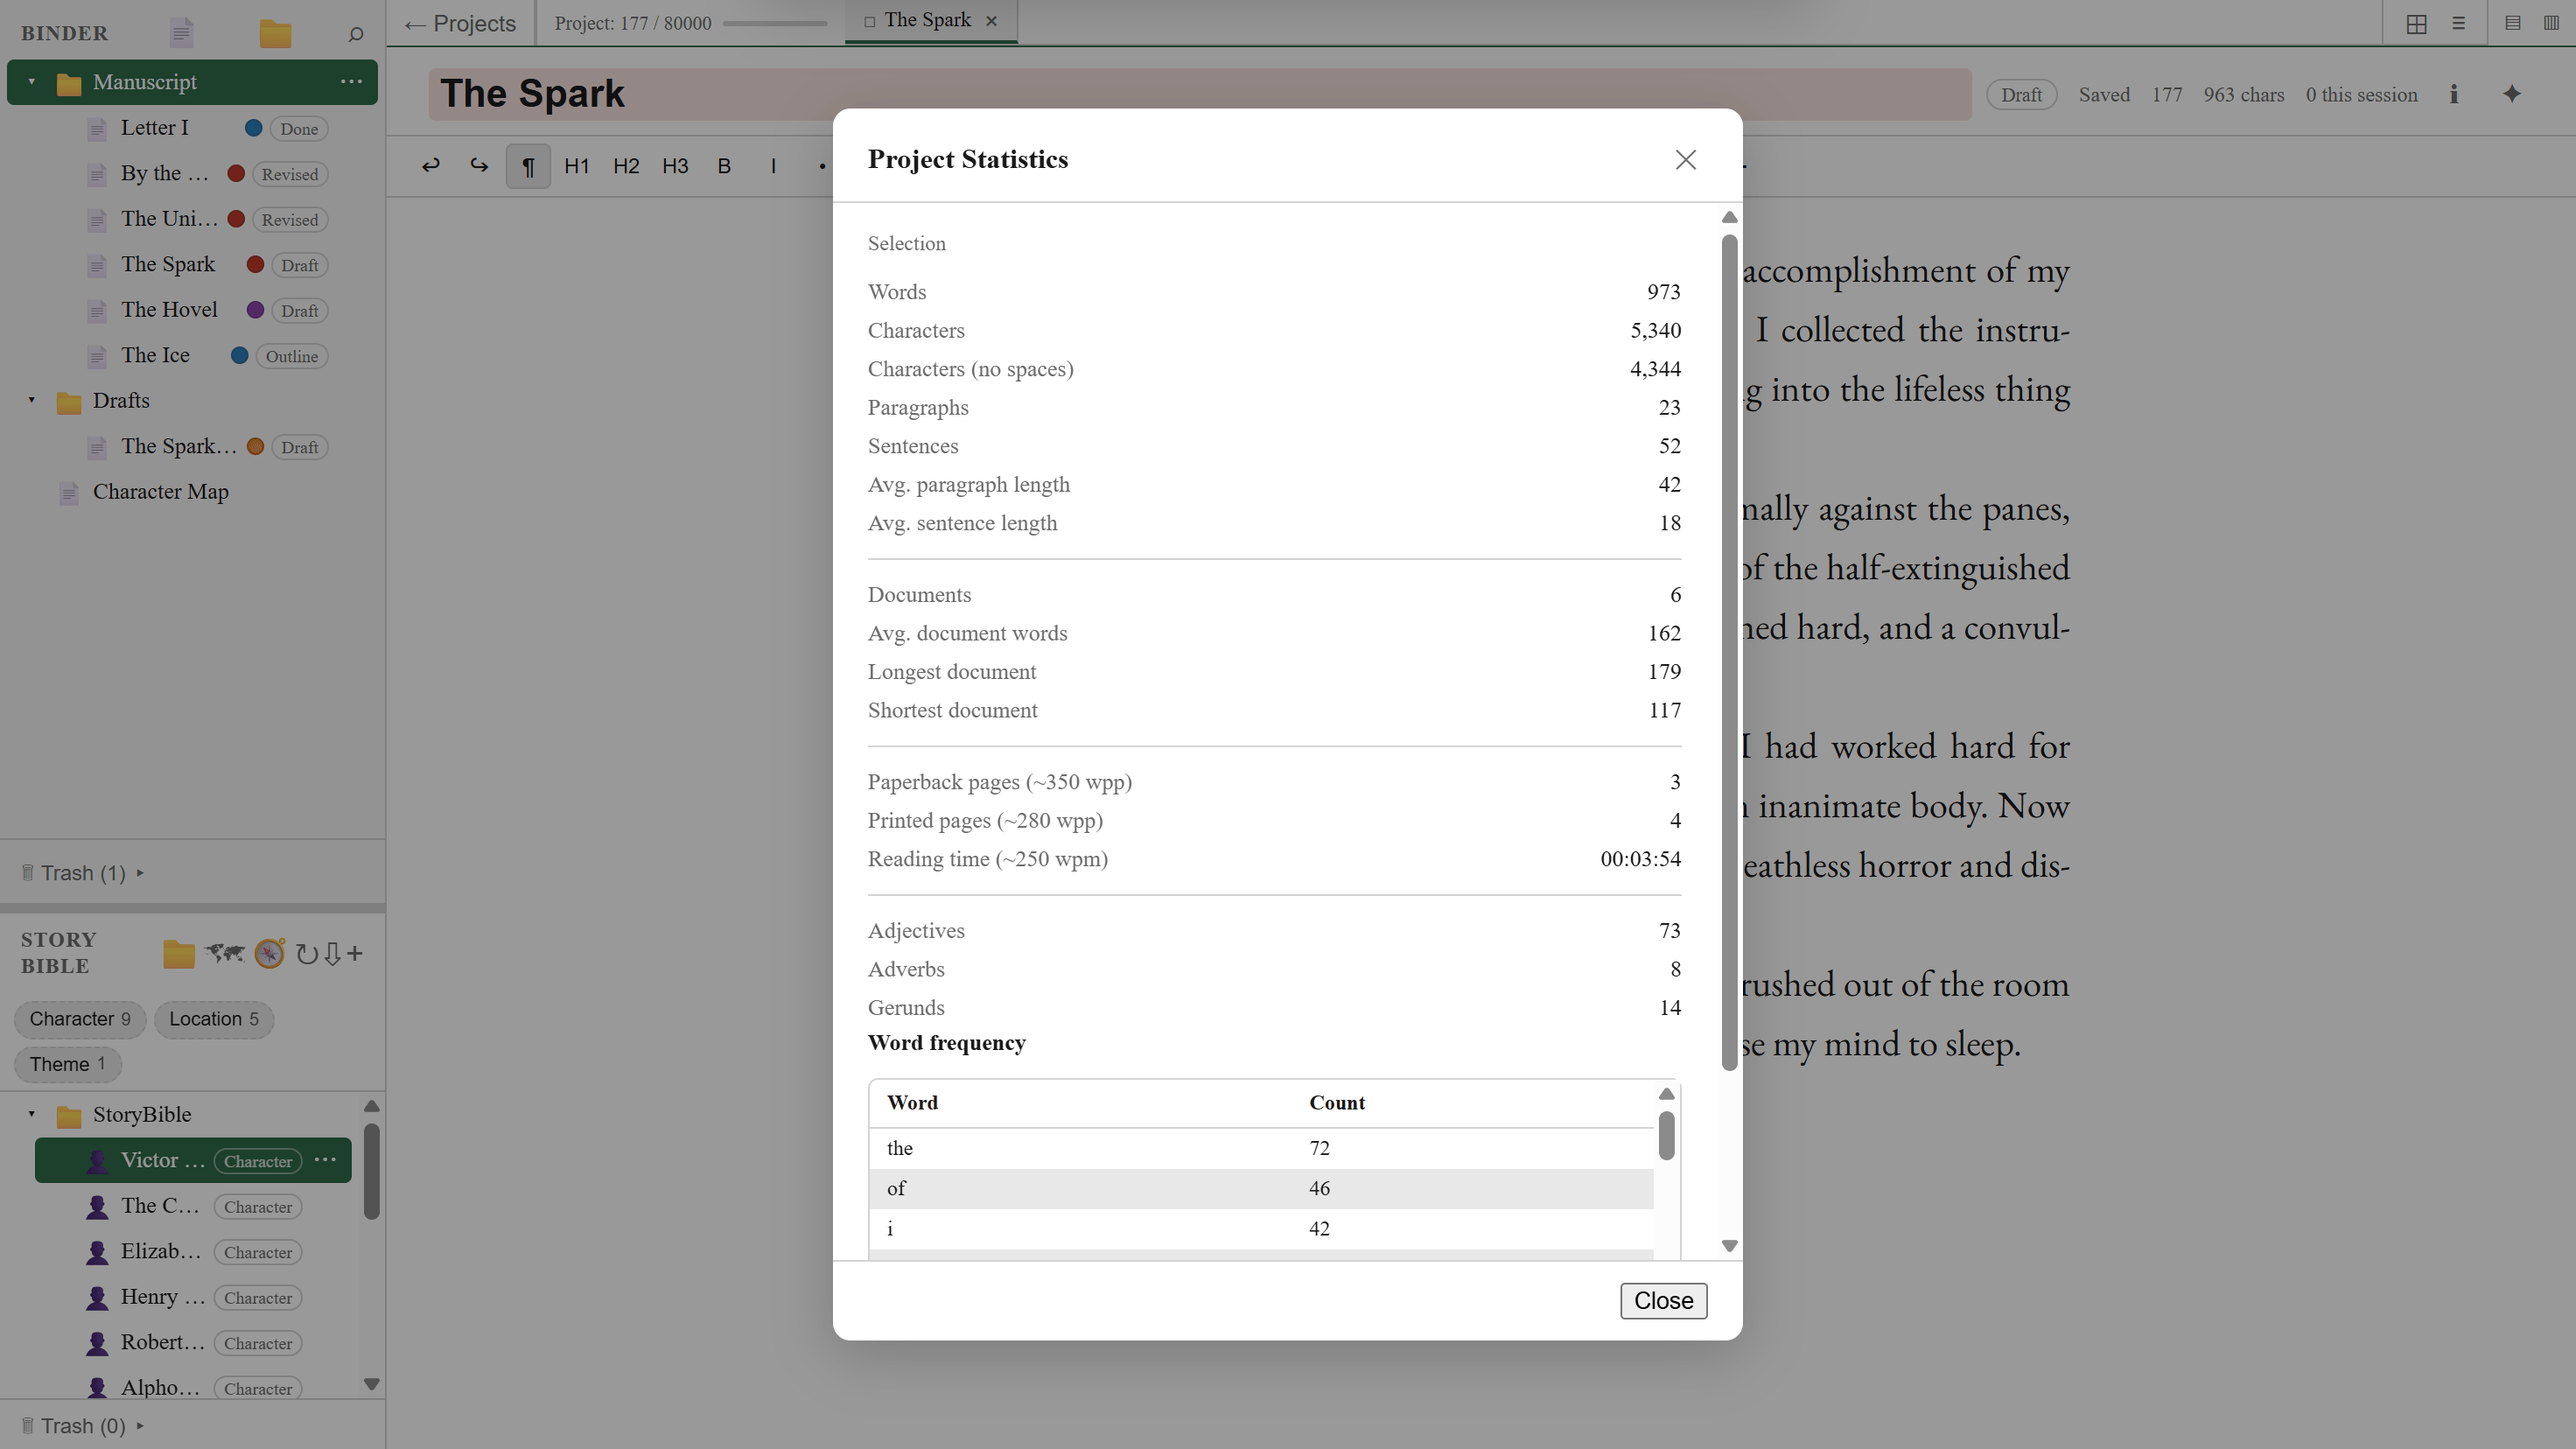 BINDER
Manuscript ...
Letter I Done
By the ... Revised
The Uni... Revised
The Spark Draft
The Hovel Draft
The Ice Outline
Drafts
The Spark... Draft
Character Map
Trash (1)
STORY
BIBLE
Character 9
Location 5
Theme 1
StoryBible
Victor ... Character ...
The C... Character
Elizab... Character
Henry ... Character
Robert... Character
Alpho... Character
Trash (0)
← Projects
Project: 177 / 80000
The Spark ×
The Spark
Draft Saved 177 963 chars 0 this session
¶ H1 H2 H3 B I •
accomplishment of my
I collected the instru-
g into the lifeless thing
nally against the panes,
of the half-extinguished
ned hard, and a convul-
I had worked hard for
inanimate body. Now
eathless horror and dis-
rushed out of the room
se my mind to sleep.
Project Statistics
Selection
Words 973
Characters 5,340
Characters (no spaces) 4,344
Paragraphs 23
Sentences 52
Avg. paragraph length 42
Avg. sentence length 18
Documents 6
Avg. document words 162
Longest document 179
Shortest document 117
Paperback pages (~350 wpp) 3
Printed pages (~280 wpp) 4
Reading time (~250 wpm) 00:03:54
Adjectives 73
Adverbs 8
Gerunds 14
Word frequency
Word Count
the 72
of 46
i 42
Close